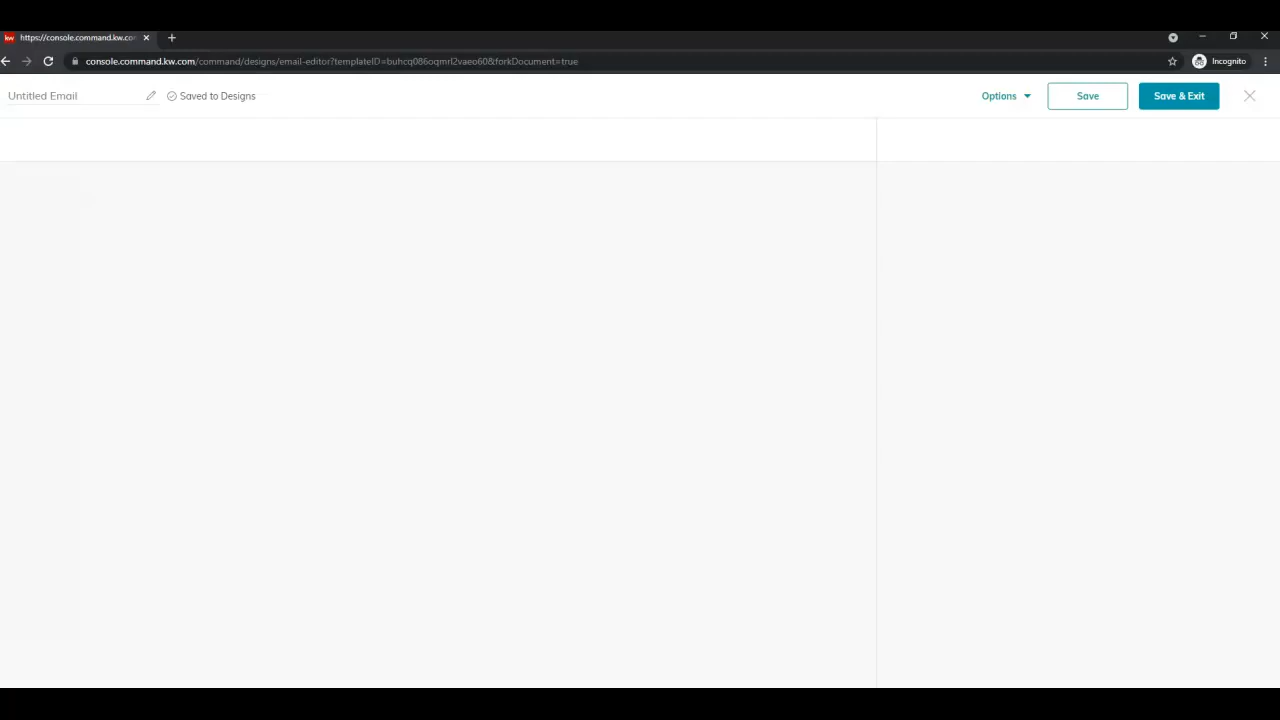 kw https://console.command.kw.co
console.command.kw.com/command/designs/email-editor?templateID=buhcq086oqmrl2vaeo60&forkDocument=true Incognito
Untitled Email Saved to Designs Options Save Save & Exit